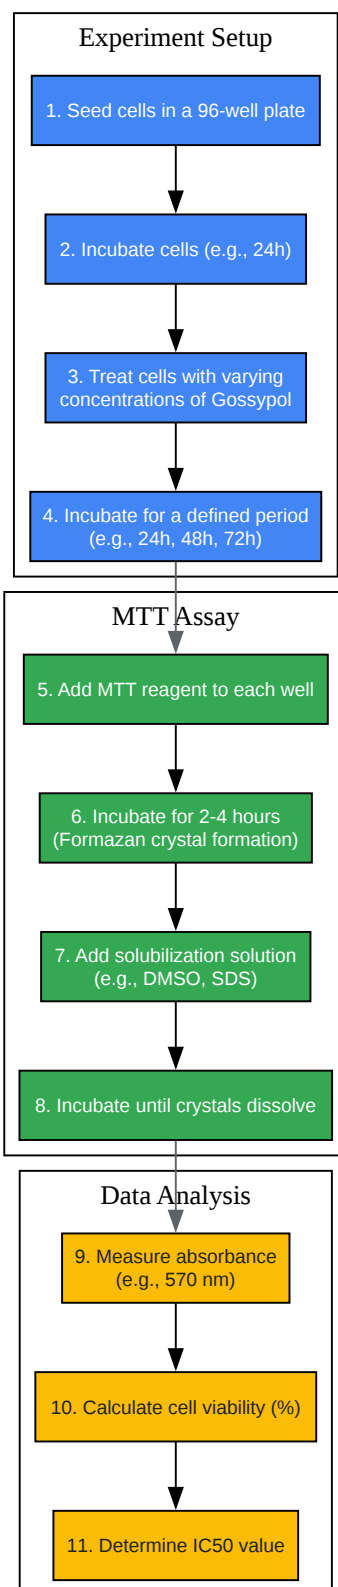 Experiment Setup
1. Seed cells in a 96-well plate
2. Incubate cells (e.g., 24h)
3. Treat cells with varying
concentrations of Gossypol
4. Incubate for a defined period
(e.g., 24h, 48h, 72h)
MTT Assay
5. Add MTT reagent to each well
6. Incubate for 2-4 hours
(Formazan crystal formation)
7. Add solubilization solution
(e.g., DMSO, SDS)
8. Incubate until crystals dissolve
Data Analysis
9. Measure absorbance
(e.g., 570 nm)
10. Calculate cell viability (%)
11. Determine IC50 value